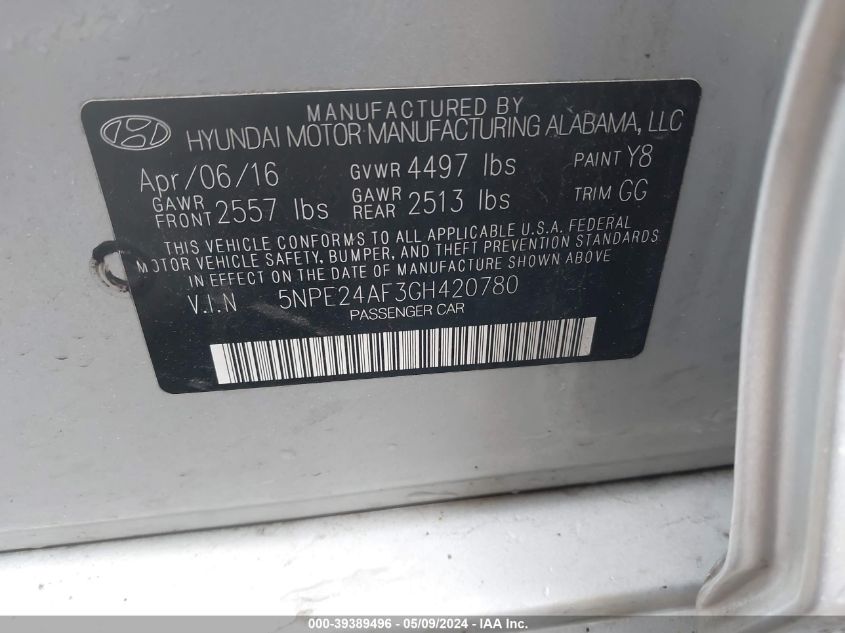 MANUFACTURED BY
HYUNDAI MOTOR MANUFACTURING ALABAMA, LLC
Apr/06/16 GVWR 4497 lbs PAINT Y8
GAWR FRONT 2557 lbs GAWR REAR 2513 lbs TRIM GG
THIS VEHICLE CONFORMS TO ALL APPLICABLE U.S.A. FEDERAL
MOTOR VEHICLE SAFETY, BUMPER, AND THEFT PREVENTION STANDARDS
IN EFFECT ON THE DATE OF MANUFACTURE SHOWN ABOVE.
V.I.N 5NPE24AF3GH420780
PASSENGER CAR
000-39389496 - 05/09/2024 - IAAI.COM